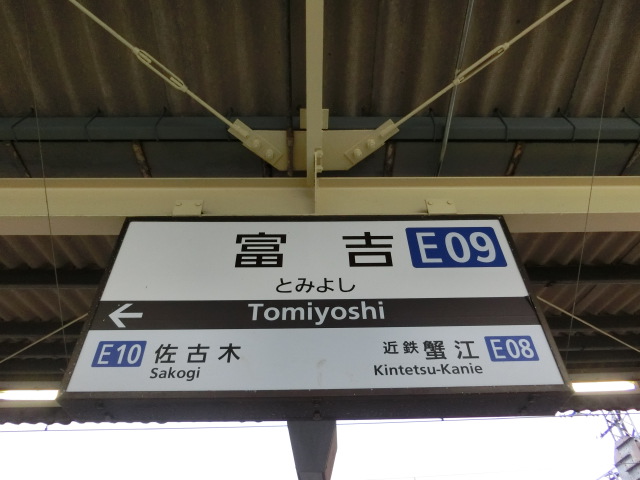 富吉 E09
とみよし
← Tomiyoshi
E10 佐古木 近鉄蟹江 E08
Sakogi Kintetsu-Kanie